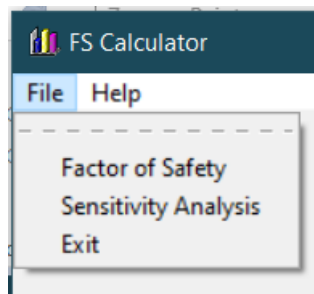 FS Calculator
File Help
Factor of Safety
Sensitivity Analysis
Exit